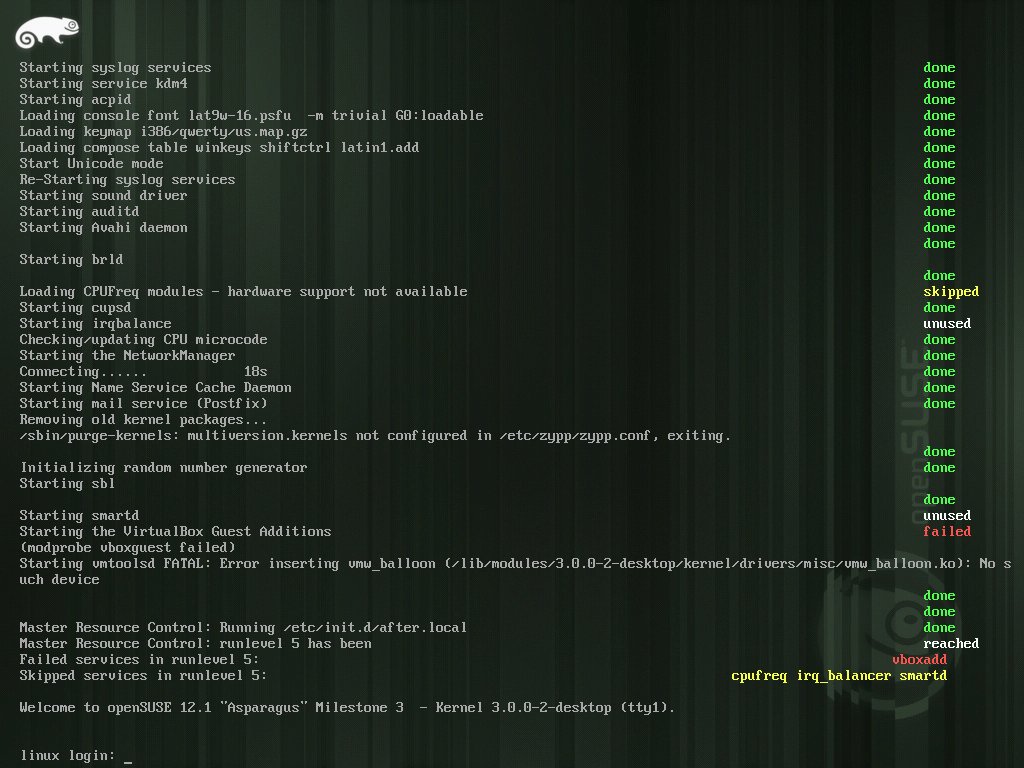 Starting syslog services done
Starting service kdm4 done
Starting acpid done
Loading console font lat9w-16.psfu  -m trivial G0:loadable done
Loading keymap i386/qwerty/us.map.gz done
Loading compose table winkeys shiftctrl latin1.add done
Start Unicode mode done
Re-Starting syslog services done
Starting sound driver done
Starting auditd done
Starting Avahi daemon done
done
Starting brld
done
Loading CPUFreq modules - hardware support not available skipped
Starting cupsd done
Starting irqbalance unused
Checking/updating CPU microcode done
Starting the NetworkManager done
Connecting...... 18s done
Starting Name Service Cache Daemon done
Starting mail service (Postfix) done
Removing old kernel packages...
/sbin/purge-kernels: multiversion.kernels not configured in /etc/zypp/zypp.conf, exiting.
done
Initializing random number generator done
Starting sbl
done
Starting smartd unused
Starting the VirtualBox Guest Additions failed
(modprobe vboxguest failed)
Starting vmtoolsd FATAL: Error inserting vmw_balloon (/lib/modules/3.0.0-2-desktop/kernel/drivers/misc/vmw_balloon.ko): No s
uch device
done
done
Master Resource Control: Running /etc/init.d/after.local done
Master Resource Control: runlevel 5 has been reached
Failed services in runlevel 5: vboxadd
Skipped services in runlevel 5: cpufreq irq_balancer smartd
Welcome to openSUSE 12.1 "Asparagus" Milestone 3  - Kernel 3.0.0-2-desktop (tty1).
linux login: _
openSUSE